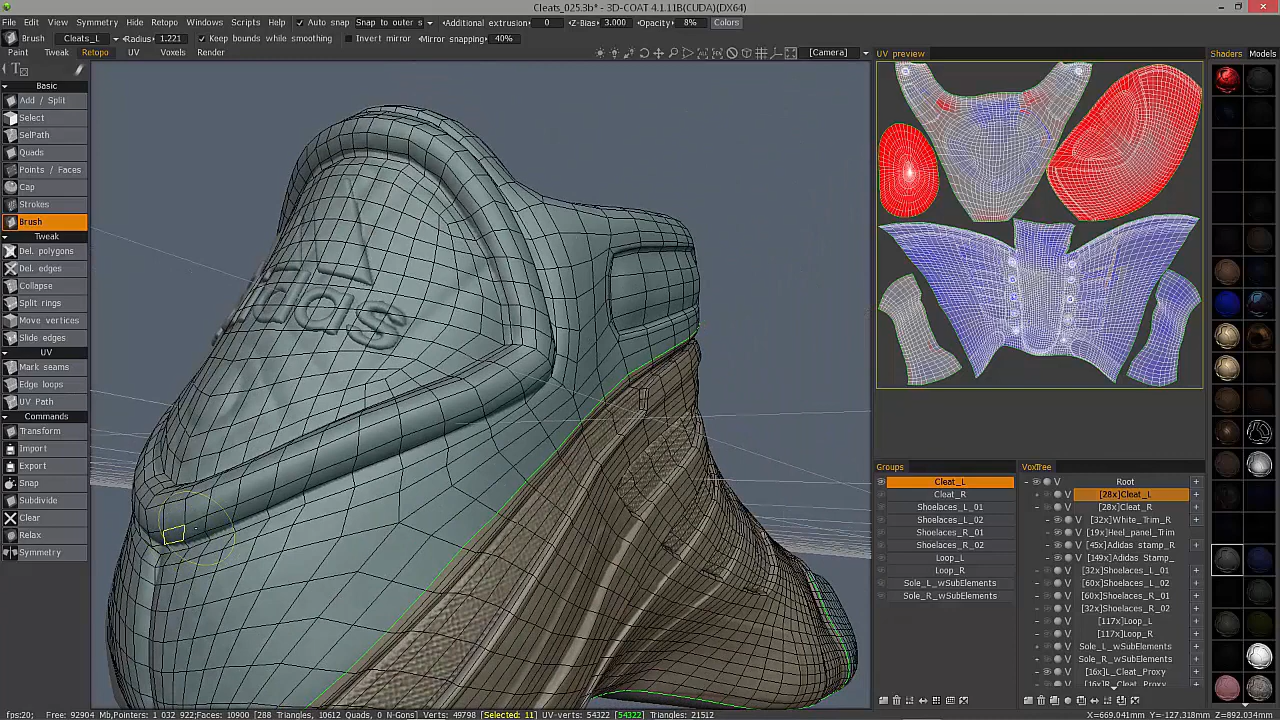 Cleats_025.3b* - 3D-COAT 4.1.11B(CUDA)(DX64)
File Edit View Symmetry Hide Retopo Windows Scripts Help Auto snap Snap to outer s Additional extrusion 0 Z-Bias: 3.000 Opacity 8% Colors
Brush Cleats_L Radius: 1.221 Keep bounds while smoothing Invert mirror Mirror snapping 40%
Paint Tweak Retopo UV Voxels Render [Camera]
UV preview
Shaders Models
Basic
Add / Split
Select
SelPath
Quads
Points / Faces
Cap
Strokes
Brush
Tweak
Del. polygons
Del. edges
Collapse
Split rings
Move vertices
Slide edges
UV
Mark seams
Edge loops
UV Path
Commands
Transform
Import
Export
Snap
Subdivide
Clear
Relax
Symmetry
adidas
Groups
Cleat_L
Cleat_R
Shoelaces_L_01
Shoelaces_L_02
Shoelaces_R_01
Shoelaces_R_02
Loop_L
Loop_R
Sole_L_wSubElements
Sole_R_wSubElements
VoxTree
Root
V [28x]Cleat_L
V [28x]Cleat_R
V [32x]White_Trim_R
V [19x]Heel_panel_Trim
V [45x]Adidas stamp_R
V [149x]Adidas Stamp_
V [32x]Shoelaces_L_01
V [60x]Shoelaces_L_02
V [60x]Shoelaces_R_01
V [32x]Shoelaces_R_02
V [117x]Loop_L
V [117x]Loop_R
V Sole_L_wSubElements
V Sole_R_wSubElements
V [16x]L_Cleat_Proxy
V [16x]R_Cleat_Proxy
fps:20; Free: 92904 Mb,Pointers: 1 032 922;Faces: 10900 [288 Triangles, 10612 Quads, 0 N-Gons] Verts: 49798 [Selected: 11] UV-verts: 54322 [54322] Triangles: 21512
X=669.041mm Y=-127.318mm Z=892.034mm